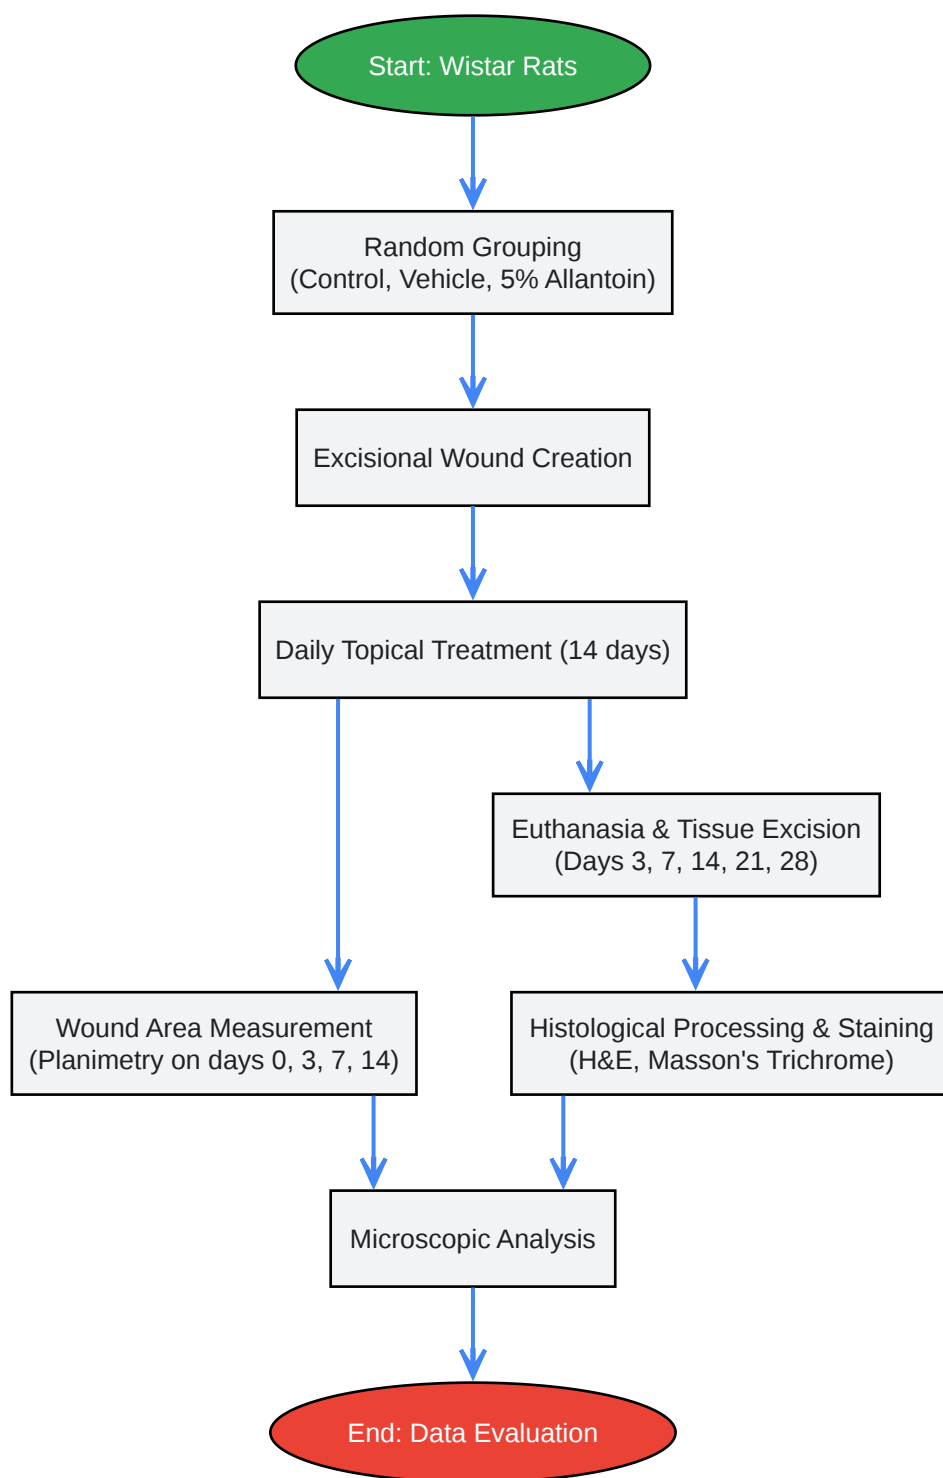 Start: Wistar Rats
Random Grouping
(Control, Vehicle, 5% Allantoin)
Excisional Wound Creation
Daily Topical Treatment (14 days)
Euthanasia & Tissue Excision
(Days 3, 7, 14, 21, 28)
Wound Area Measurement
(Planimetry on days 0, 3, 7, 14)
Histological Processing & Staining
(H&E, Masson's Trichrome)
Microscopic Analysis
End: Data Evaluation